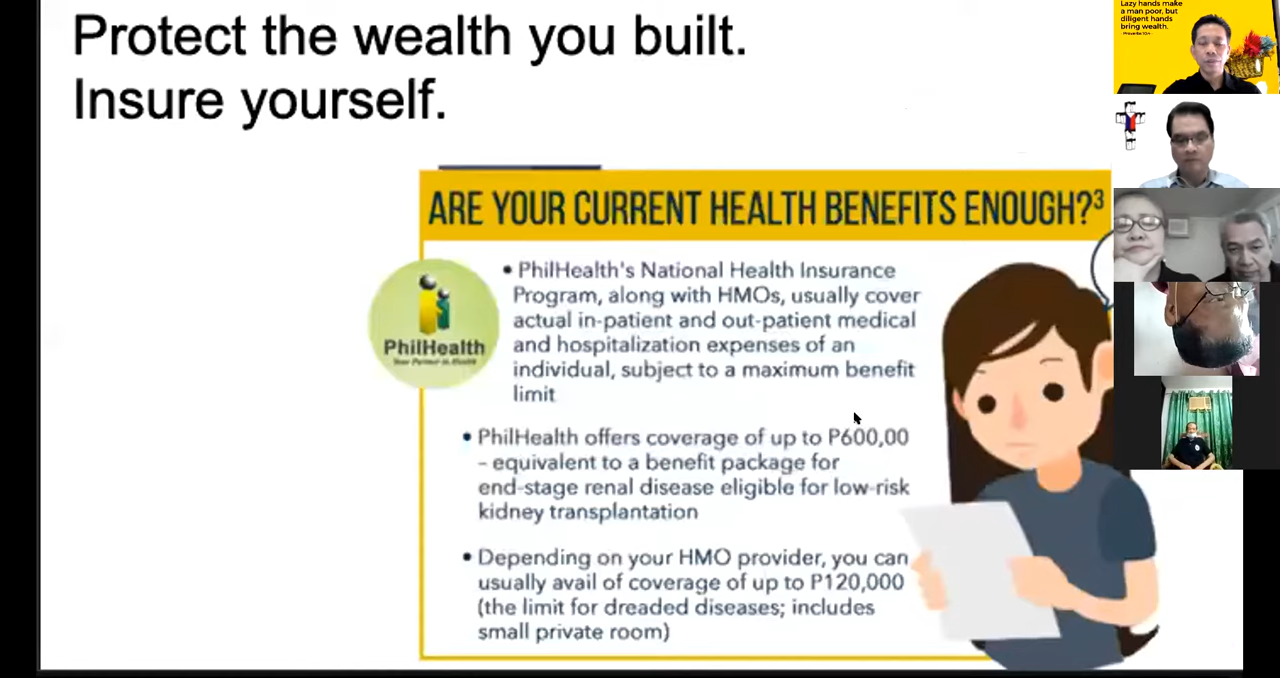 Protect the wealth you built.
Insure yourself.
ARE YOUR CURRENT HEALTH BENEFITS ENOUGH?³
• PhilHealth's National Health Insurance
Program, along with HMOs, usually cover
actual in-patient and out-patient medical
and hospitalization expenses of an
individual, subject to a maximum benefit
limit
PhilHealth
Your Partner in Health
• PhilHealth offers coverage of up to P600,00
– equivalent to a benefit package for
end-stage renal disease eligible for low-risk
kidney transplantation
• Depending on your HMO provider, you can
usually avail of coverage of up to P120,000
(the limit for dreaded diseases; includes
small private room)
Lazy hands make
a man poor, but
diligent hands
bring wealth.